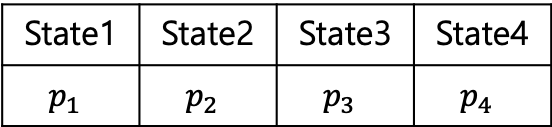 State1 State2 State3 State4
p₁ p₂ p₃ p₄